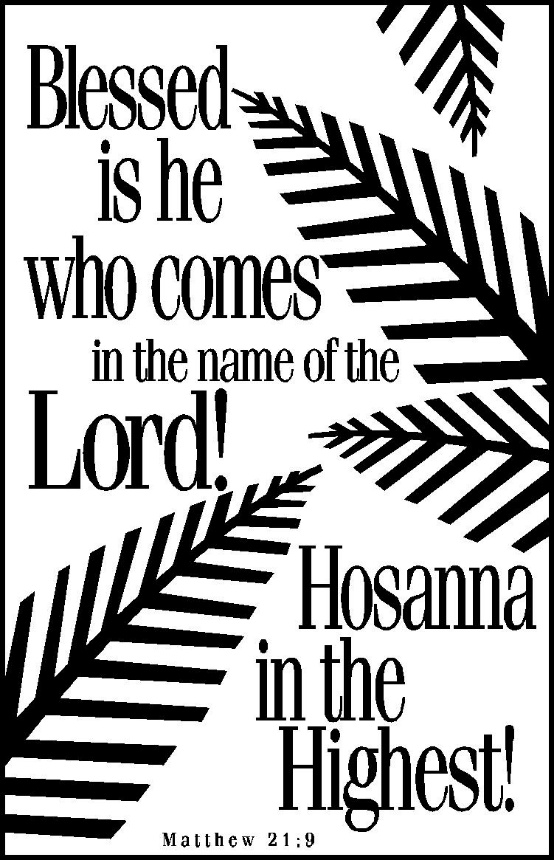 Blessed
is he
who comes
in the name of the
Lord!
Hosanna
in the
Highest!
Matthew 21:9